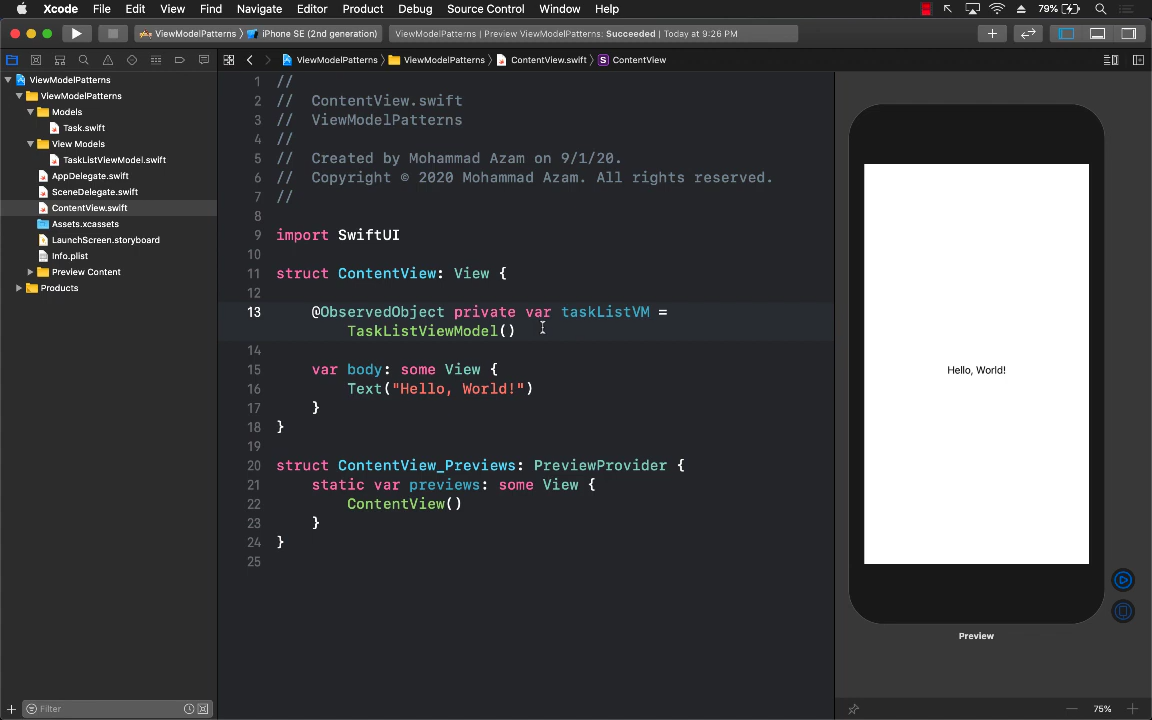 Xcode File Edit View Find Navigate Editor Product Debug Source Control Window Help 79%
ViewModelPatterns iPhone SE (2nd generation) ViewModelPatterns | Preview ViewModelPatterns: Succeeded | Today at 9:26 PM
ViewModelPatterns ViewModelPatterns ContentView.swift S ContentView
ViewModelPatterns
ViewModelPatterns
Models
Task.swift
View Models
TaskListViewModel.swift
AppDelegate.swift
SceneDelegate.swift
ContentView.swift
Assets.xcassets
LaunchScreen.storyboard
Info.plist
Preview Content
Products
Filter
1 //
2 // ContentView.swift
3 // ViewModelPatterns
4 //
5 // Created by Mohammad Azam on 9/1/20.
6 // Copyright © 2020 Mohammad Azam. All rights reserved.
7 //
8
9 import SwiftUI
10
11 struct ContentView: View {
12
13 @ObservedObject private var taskListVM =
TaskListViewModel()
14
15 var body: some View {
16 Text("Hello, World!")
17 }
18 }
19
20 struct ContentView_Previews: PreviewProvider {
21 static var previews: some View {
22 ContentView()
23 }
24 }
25
Hello, World!
Preview
75%